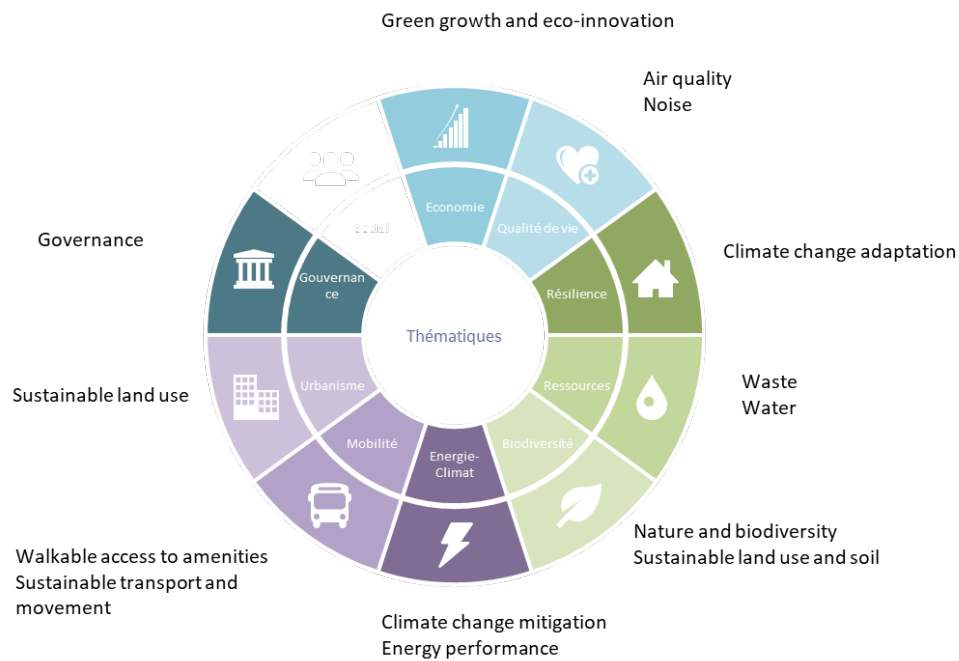 Green growth and eco-innovation
Air quality
Noise
Economie
Qualité de vie
Social
Governance
Climate change adaptation
Gouvernan
ce
Résilience
Thématiques
Sustainable land use
Urbanisme
Ressources
Waste
Water
Mobilité
Energie-
Climat
Biodiversité
Nature and biodiversity
Sustainable land use and soil
Walkable access to amenities
Sustainable transport and
movement
Climate change mitigation
Energy performance